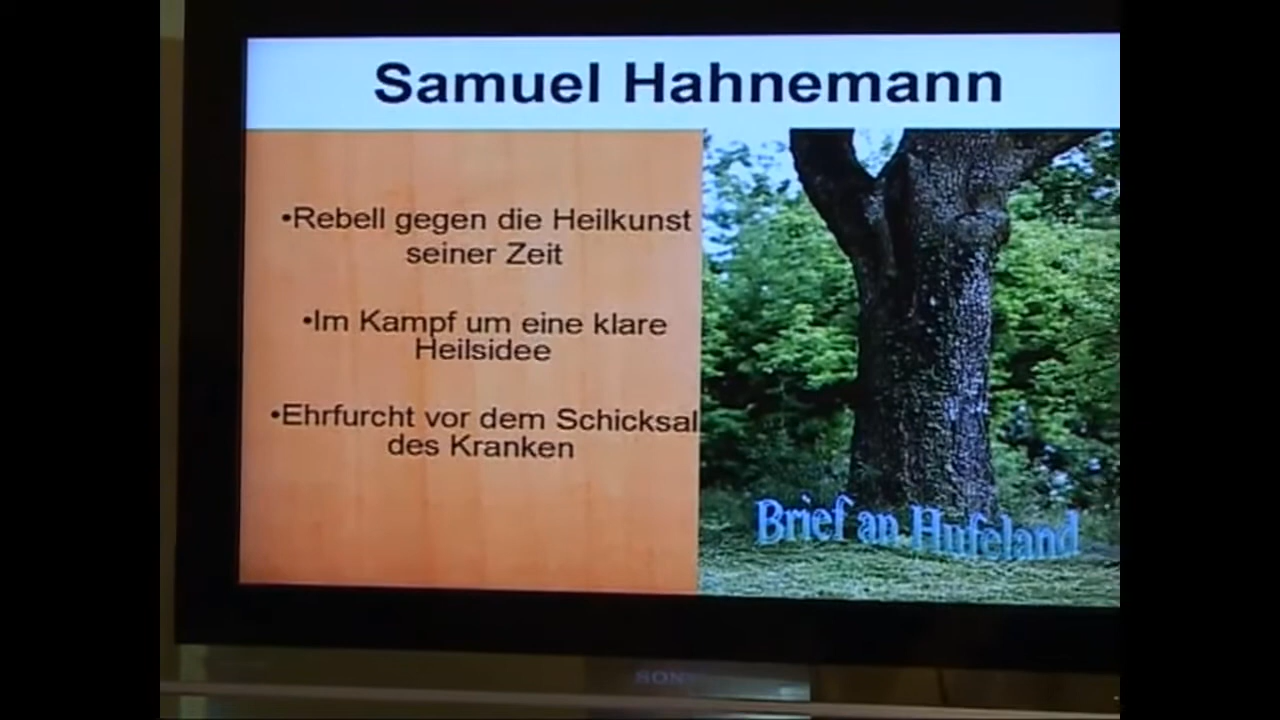 Samuel Hahnemann
•Rebell gegen die Heilkunst
seiner Zeit
•Im Kampf um eine klare
Heilsidee
•Ehrfurcht vor dem Schicksal
des Kranken
Brief an Hufeland
SONY